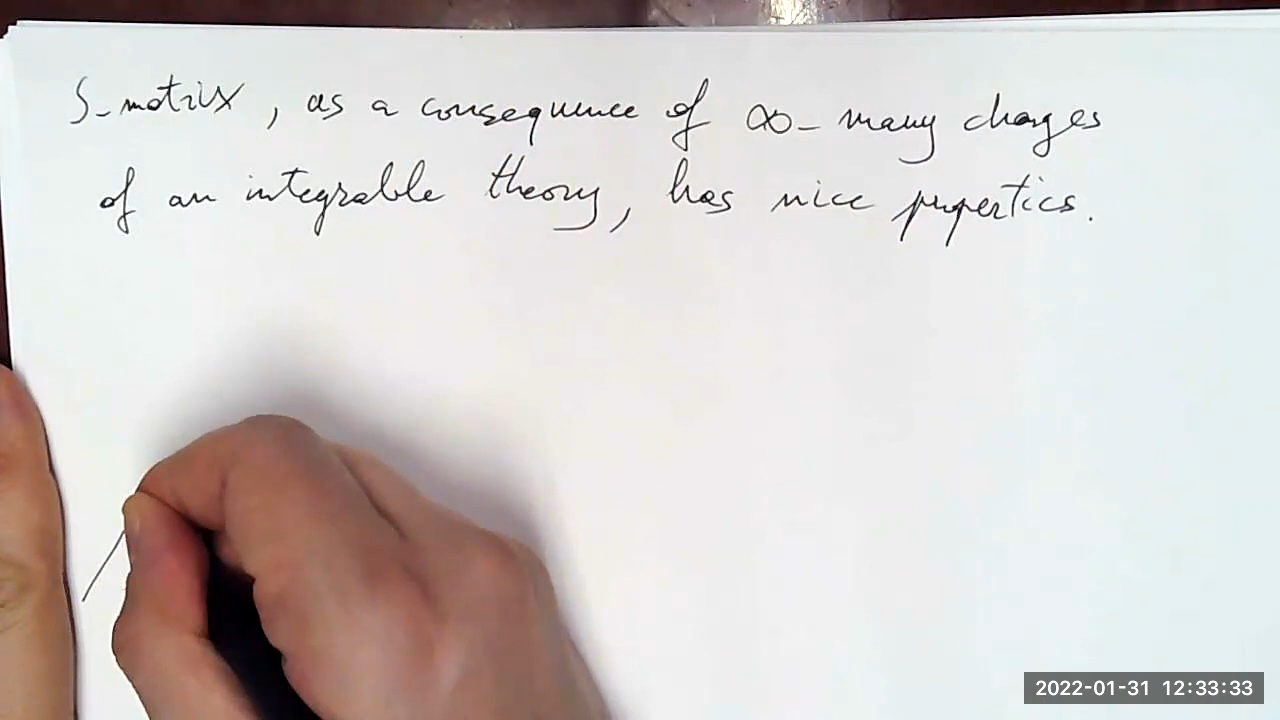 S-matrix, as a consequence of ∞-many charges
of an integrable theory, has nice properties.
2022-01-31 12:33:33